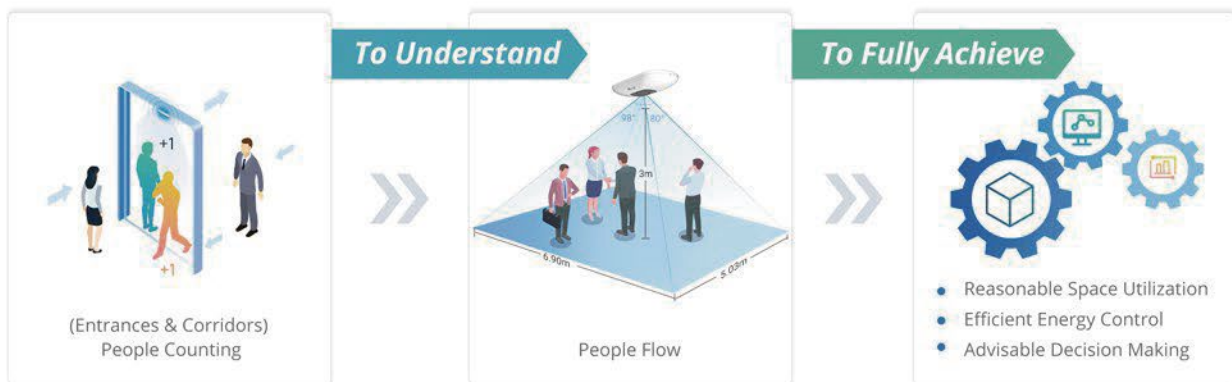 To Understand
To Fully Achieve
+1
+1
(Entrances & Corridors)
People Counting
98° 80°
3m
6.90m
5.03m
People Flow
Reasonable Space Utilization
Efficient Energy Control
Advisable Decision Making